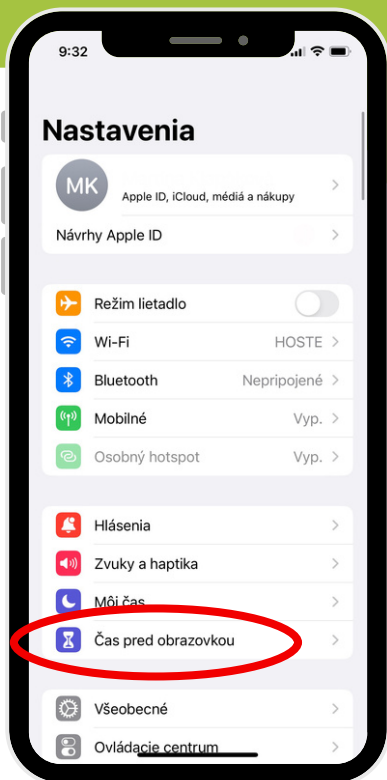 9:32
Nastavenia
MK
Apple ID, iCloud, médiá a nákupy
Návrhy Apple ID
Režim lietadlo
Wi-Fi HOSTE
Bluetooth Nepripojené
Mobilné Vyp.
Osobný hotspot Vyp.
Hlásenia
Zvuky a haptika
Môj čas
Čas pred obrazovkou
Všeobecné
Ovládacie centrum